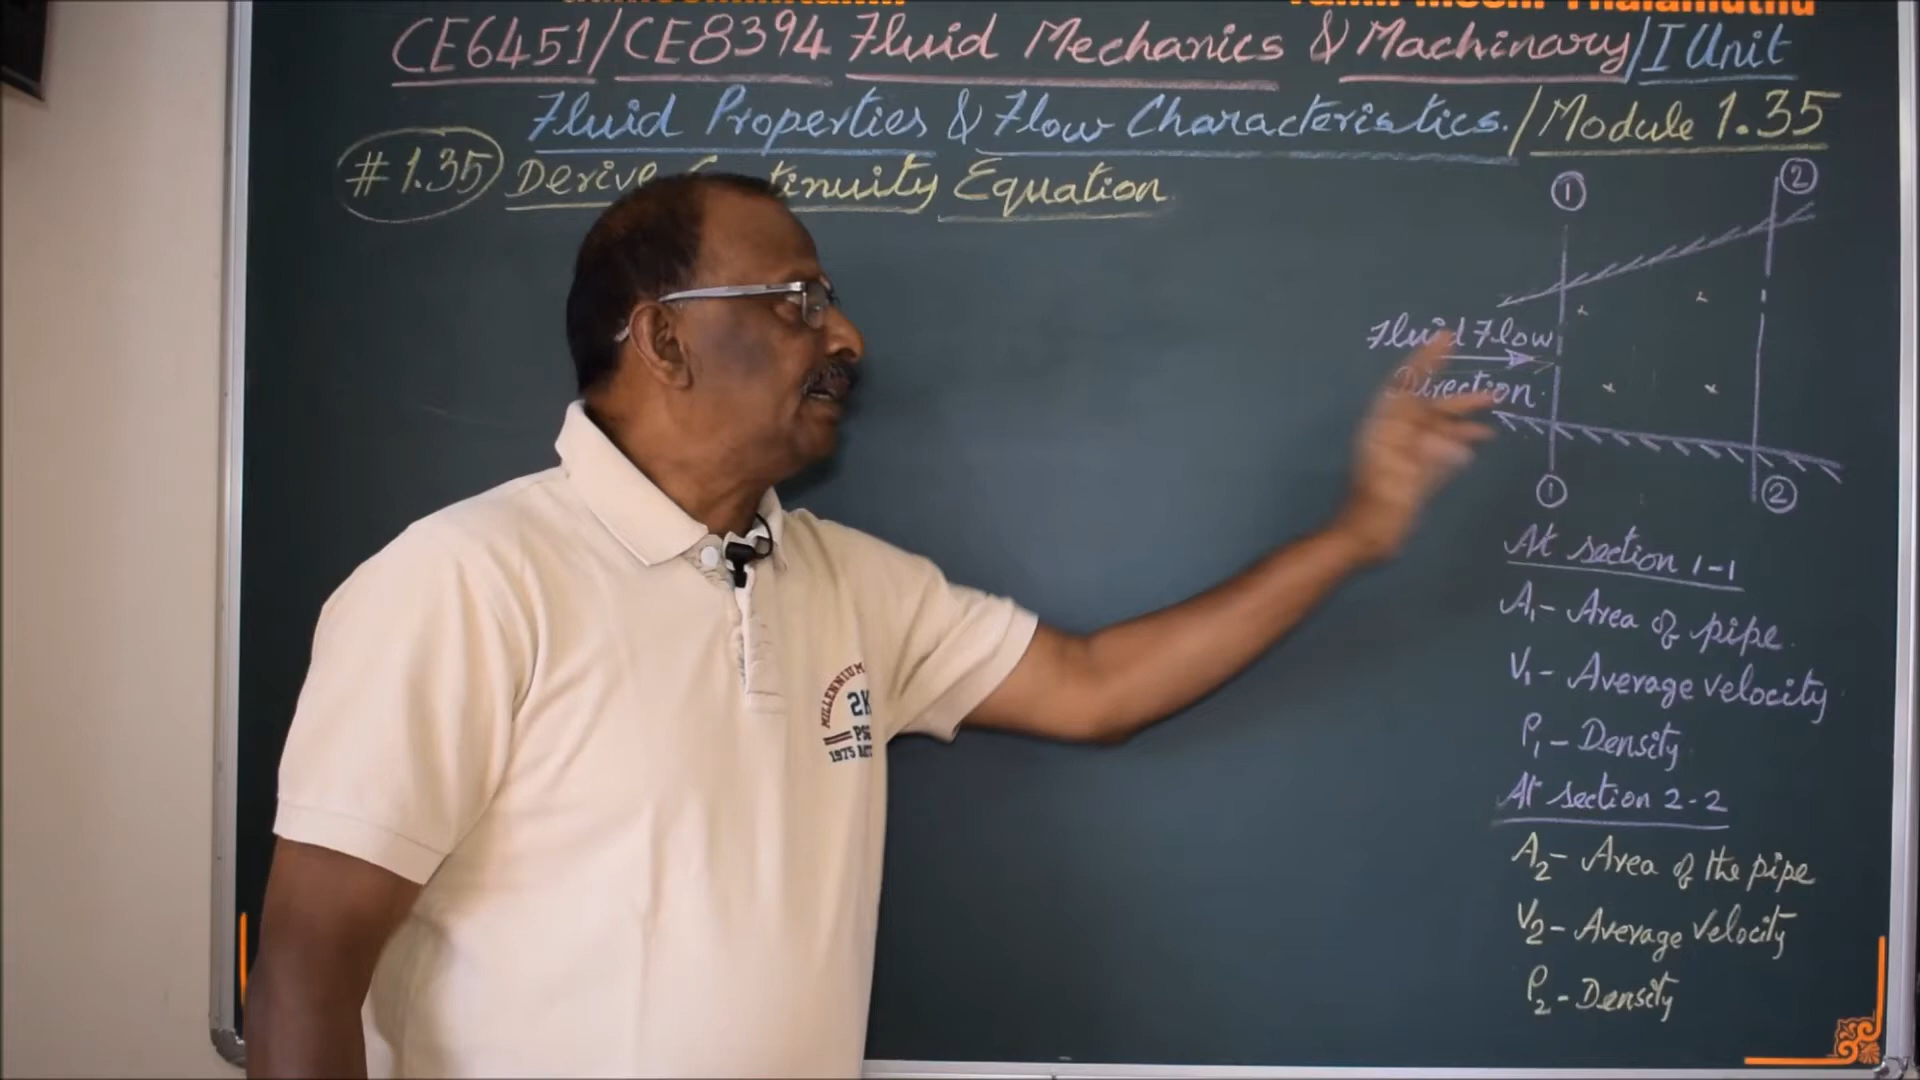 CE6451/CE8394 Fluid Mechanics & Machinary/I Unit
Fluid Properties & Flow Characteristics./Module 1.35
#1.35 Derive Equation
1 2
Fluid Flow
Direction.
1 2
At section 1-1
A₁- Area of pipe.
V₁- Average velocity
ρ₁- Density
At section 2-2
A₂- Area of the pipe
V₂- Average Velocity
ρ₂- Density
MILLENNIUM
1975